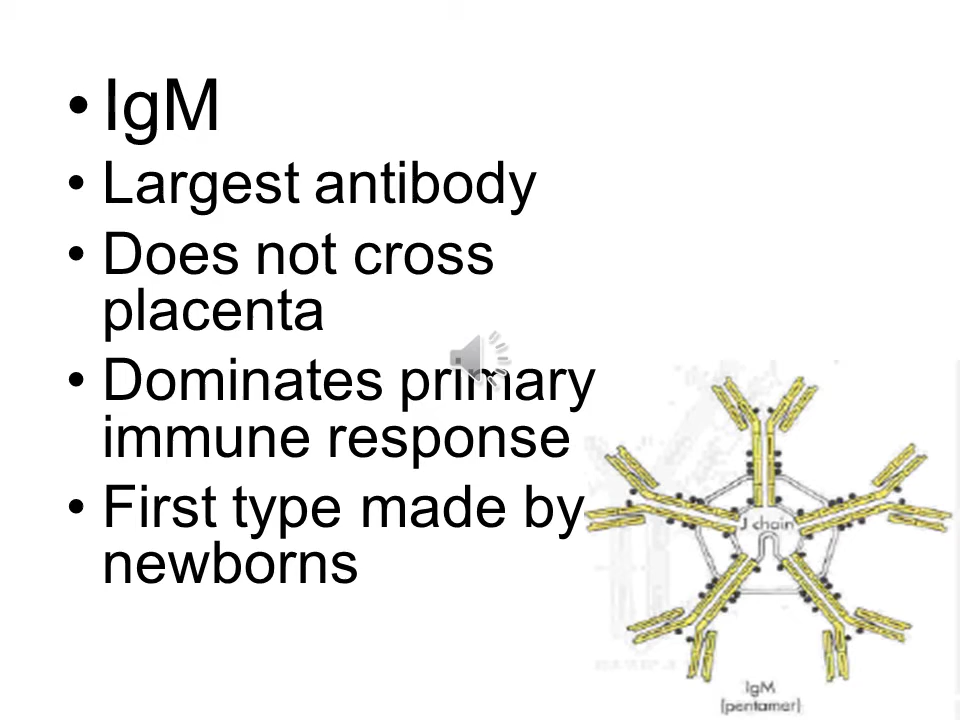 • IgM
• Largest antibody
• Does not cross
placenta
• Dominates primary
immune response
• First type made by
newborns
J chain
IgM
(pentamer)